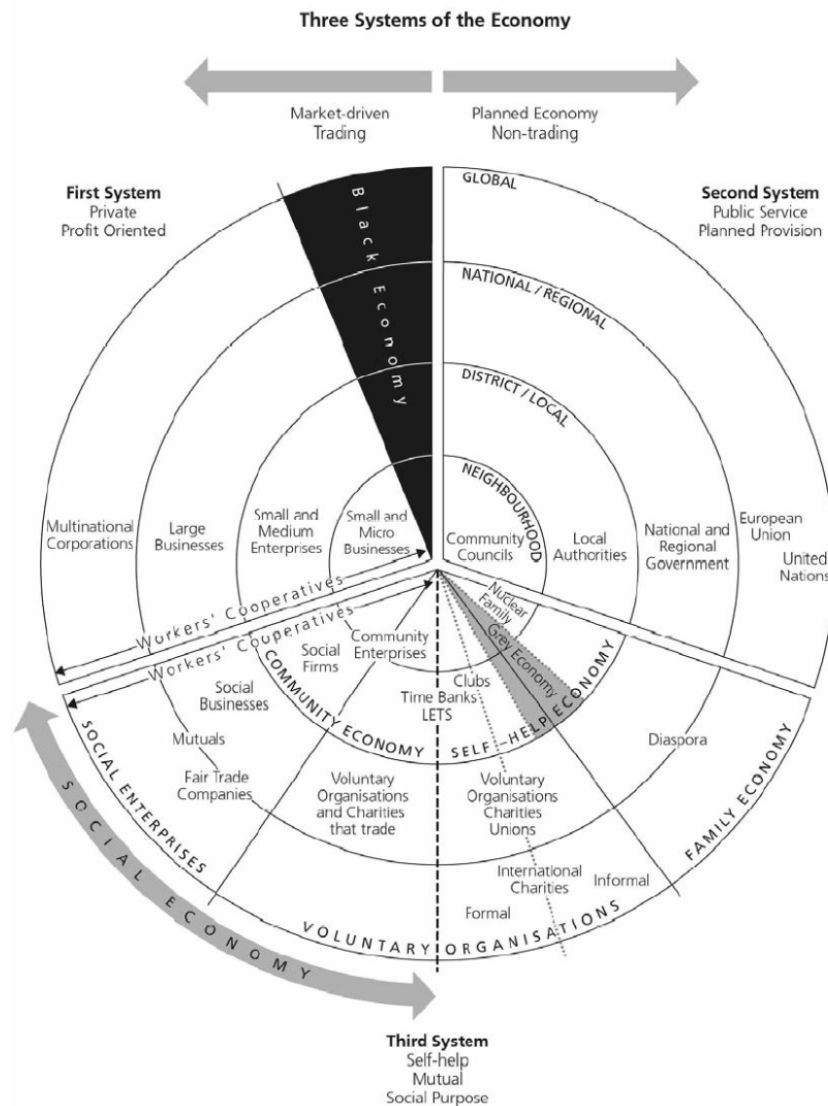 Three Systems of the Economy
Market-driven
Trading
Planned Economy
Non-trading
First System
Private
Profit Oriented
Second System
Public Service
Planned Provision
Black Economy
GLOBAL
NATIONAL / REGIONAL
DISTRICT / LOCAL
NEIGHBOURHOOD
Multinational
Corporations
Large
Businesses
Small and
Medium
Enterprises
Small and
Micro
Businesses
Community
Councils
Local
Authorities
National and
Regional
Government
European
Union
United
Nations
Workers' Cooperatives
Workers' Cooperatives
Nuclear
Family
Grey Economy
Social
Firms
Community
Enterprises
Social
Businesses
Mutuals
Fair Trade
Companies
Clubs
Time Banks
LETS
COMMUNITY ECONOMY
SELF-HELP ECONOMY
Diaspora
Voluntary
Organisations
and Charities
that trade
Voluntary
Organisations
Charities
Unions
International
Charities
Informal
Formal
SOCIAL ENTERPRISES
VOLUNTARY ORGANISATIONS
FAMILY ECONOMY
SOCIAL ECONOMY
Third System
Self-help
Mutual
Social Purpose